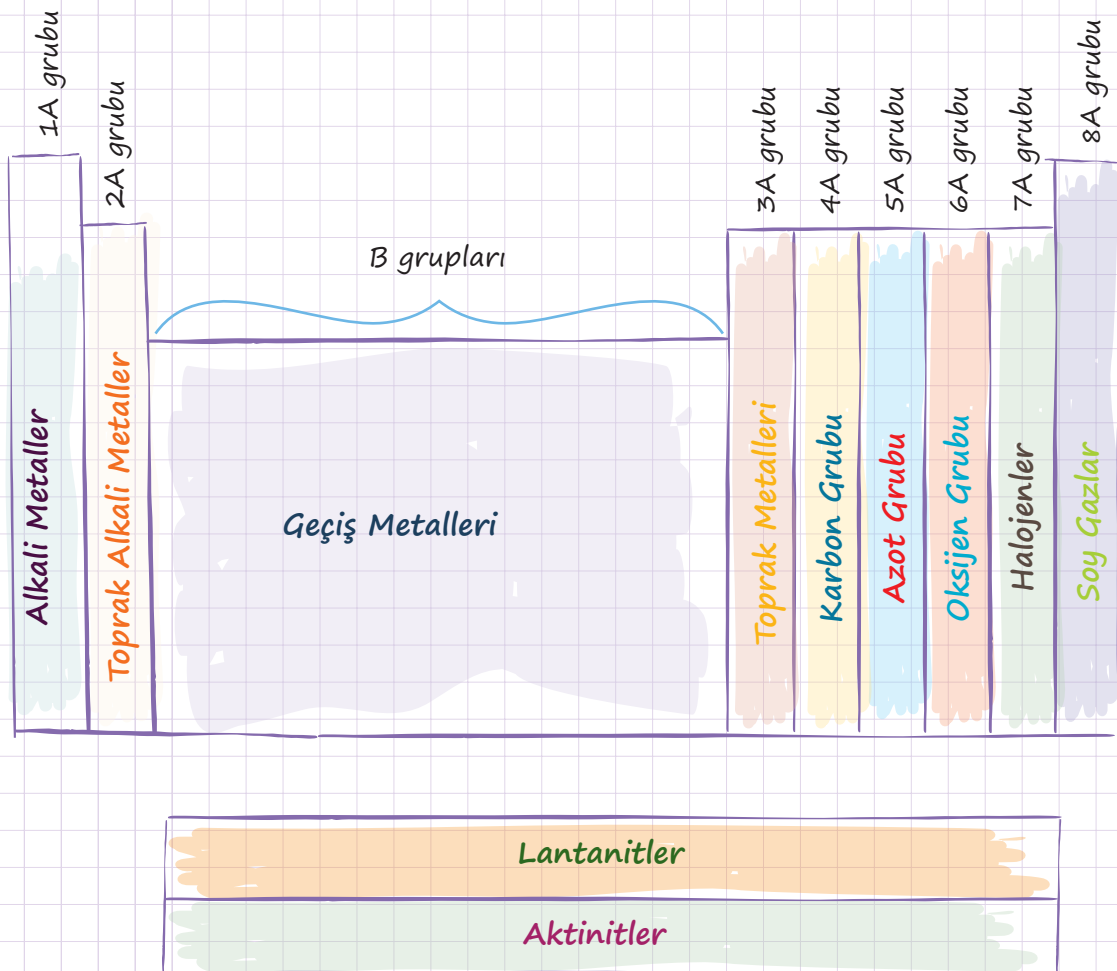 1A grubu
2A grubu
3A grubu
4A grubu
5A grubu
6A grubu
7A grubu
8A grubu
B grupları
Alkali Metaller
Toprak Alkali Metaller
Geçiş Metalleri
Toprak Metalleri
Karbon Grubu
Azot Grubu
Oksijen Grubu
Halojenler
Soy Gazlar
Lantanitler
Aktinitler